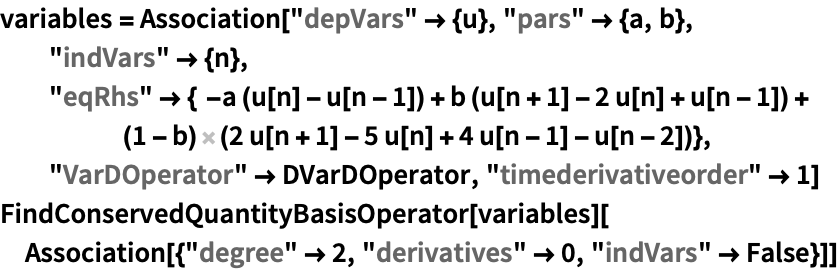 variables = Association["depVars" → {u}, "pars" → {a, b},
"indVars" → {n},
"eqRhs" → { -a (u[n] - u[n - 1]) + b (u[n + 1] - 2 u[n] + u[n - 1]) +
(1 - b) × (2 u[n + 1] - 5 u[n] + 4 u[n - 1] - u[n - 2])},
"VarDOperator" → DVarDOperator, "timederivativeorder" → 1]
FindConservedQuantityBasisOperator[variables][
Association[{"degree" → 2, "derivatives" → 0, "indVars" → False}]]